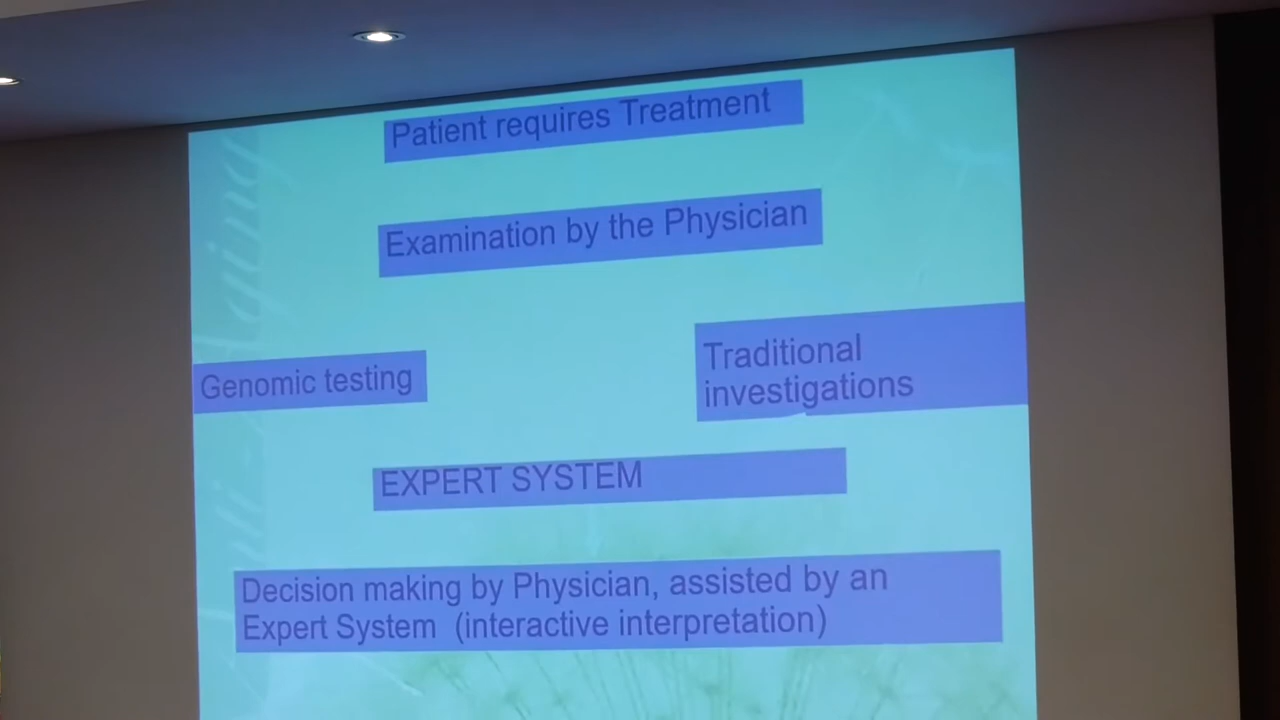 Patient requires Treatment
Examination by the Physician
Genomic testing
Traditional
investigations
EXPERT SYSTEM
Decision making by Physician, assisted by an
Expert System (interactive interpretation)